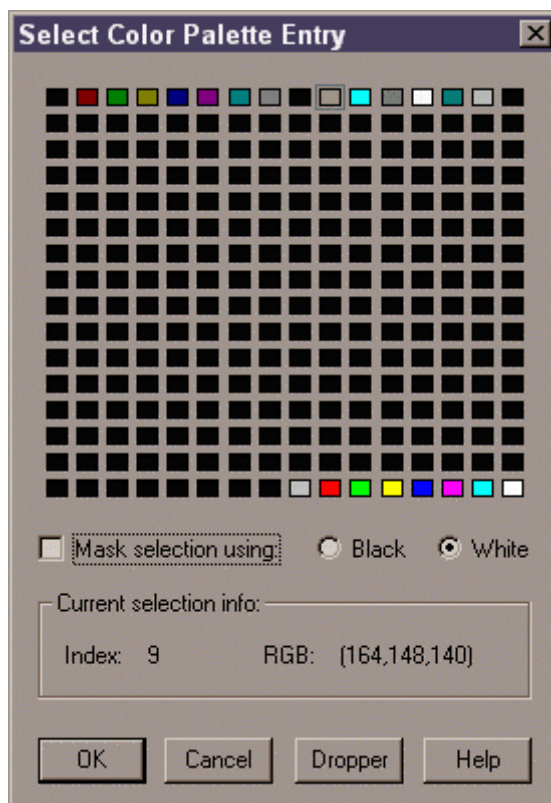 Select Color Palette Entry
Mask selection using: Black White
Current selection info:
Index: 9 RGB: (164,148,140)
OK Cancel Dropper Help